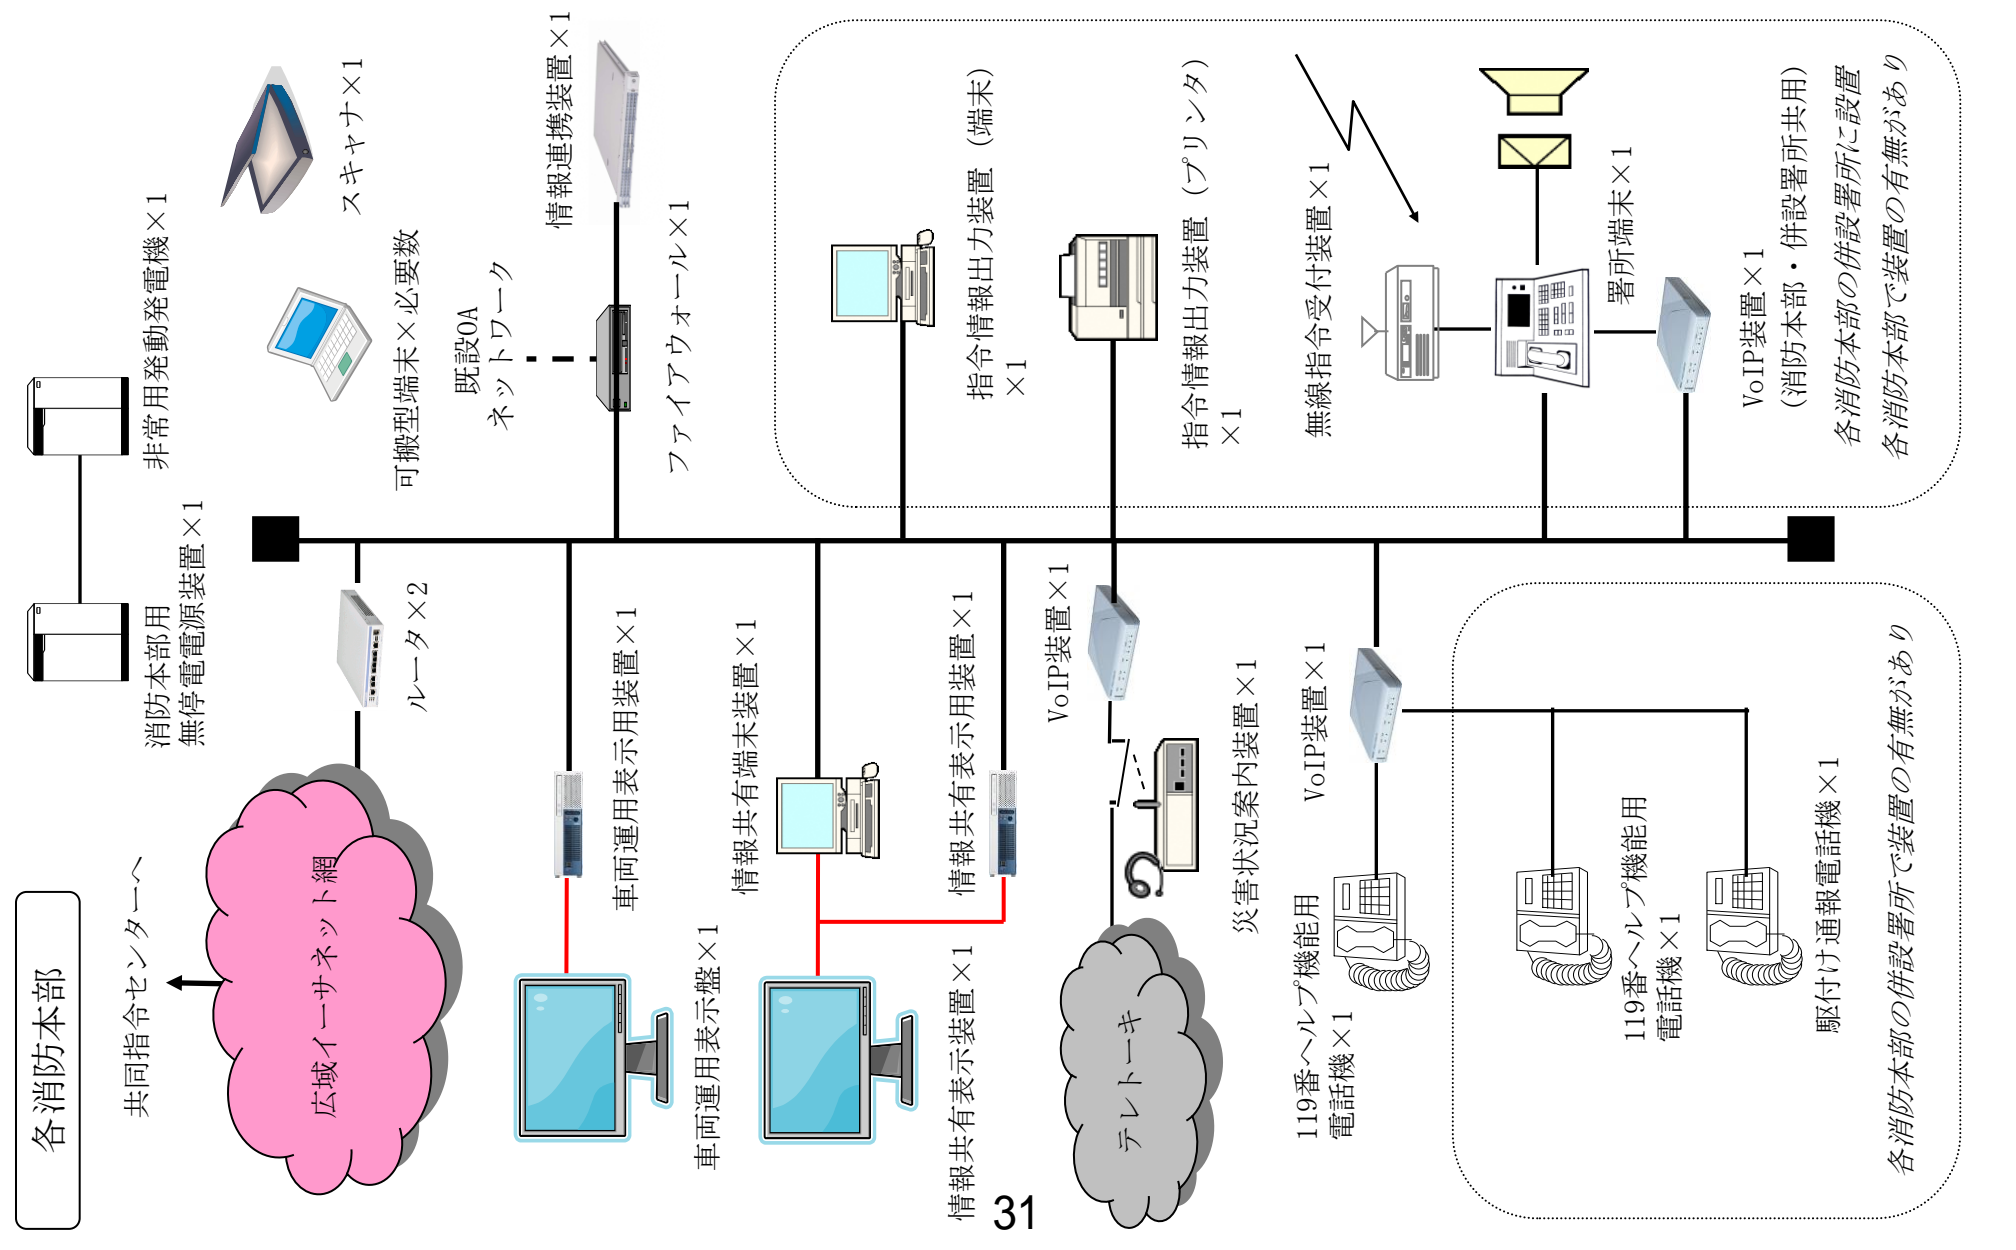 各消防本部
共同指令センターへ
広域イーサネット網
ルータ×2
消防本部用
無停電電源装置×1
非常用発動発電機×1
スキャナ×1
可搬型端末×必要数
既設OA
ネットワーク
情報連携装置×1
ファイアウォール×1
車両運用表示用装置×1
車両運用表示盤×1
情報共有端末装置×1
情報共有表示用装置×1
情報共有表示装置×1
指令情報出力装置（端末）
×1
指令情報出力装置（プリンタ）
×1
無線指令受付装置×1
署所端末×1
VoIP装置×1
(消防本部・併設署所共用)
各消防本部の併設署所に設置
各消防本部で装置の有無があり
VoIP装置×1
災害状況案内装置×1
テレトーキ
VoIP装置×1
119番ヘルプ機能用
電話機×1
119番ヘルプ機能用
電話機×1
駆付け通報電話機×1
各消防本部の併設署所で装置の有無があり
31